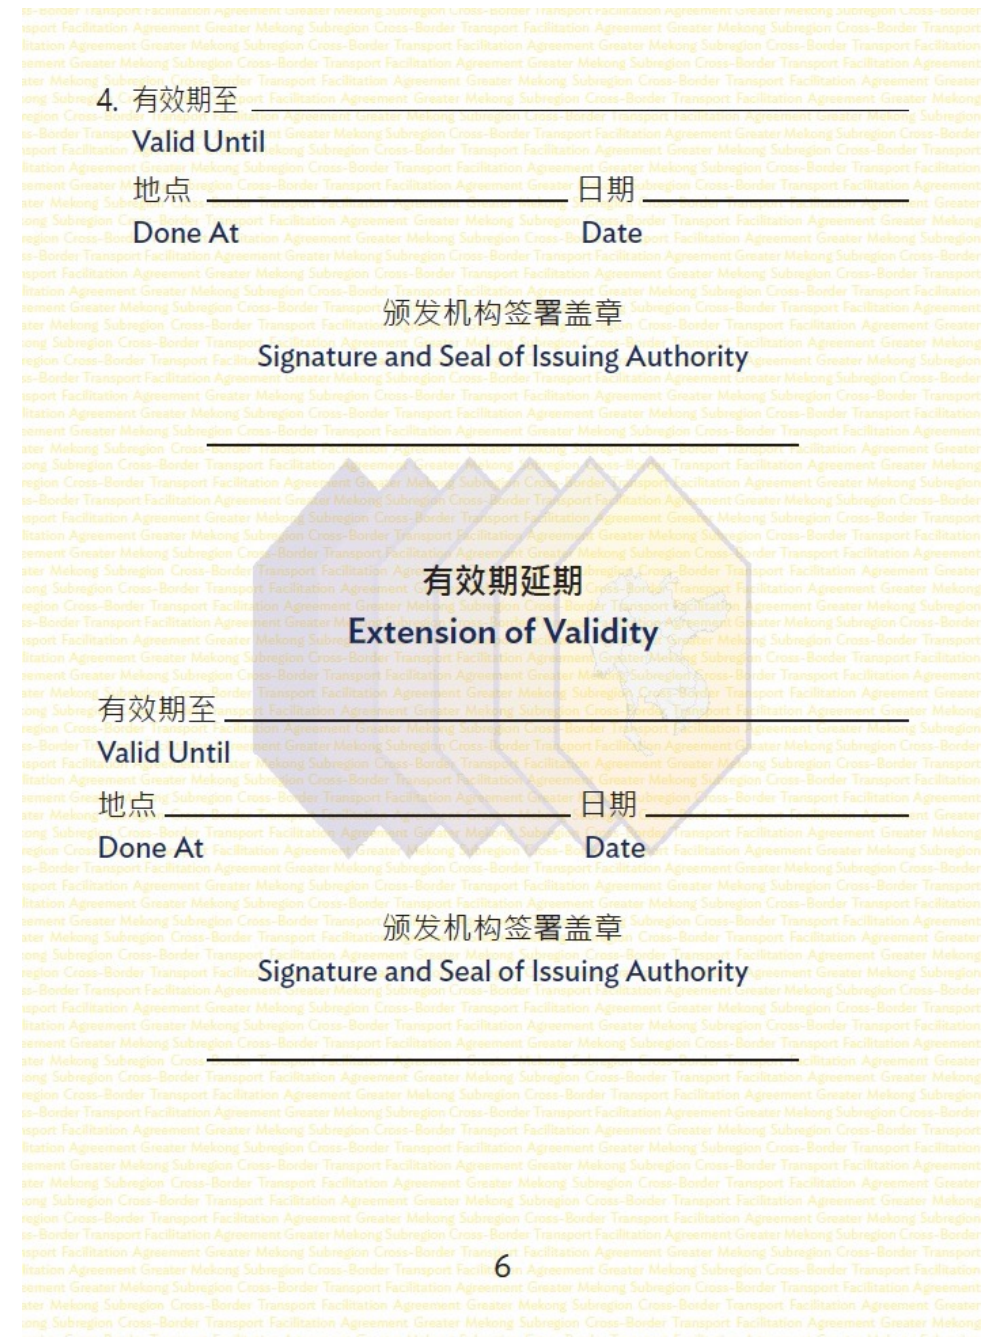 4. 有效期至
Valid Until
地点 日期
Done At Date
颁发机构签署盖章
Signature and Seal of Issuing Authority
有效期延期
Extension of Validity
有效期至
Valid Until
地点 日期
Done At Date
颁发机构签署盖章
Signature and Seal of Issuing Authority
6